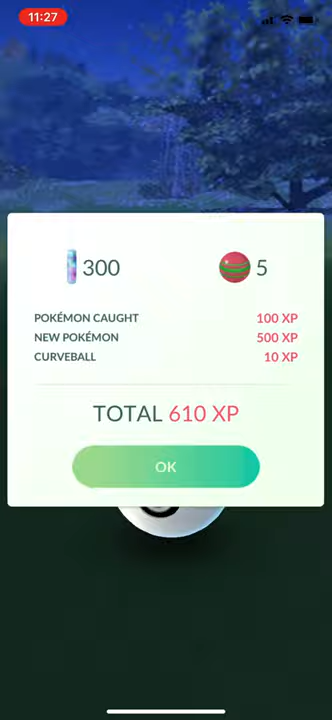 11:27
300
5
POKÉMON CAUGHT 100 XP
NEW POKÉMON 500 XP
CURVEBALL 10 XP
TOTAL 610 XP
OK